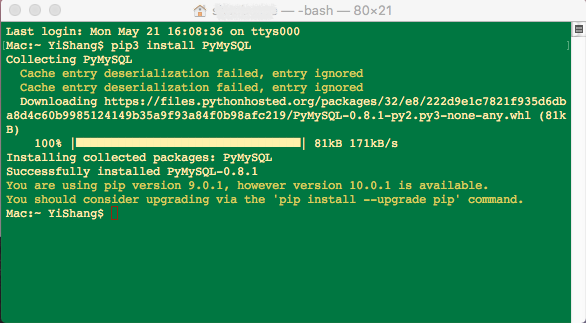 — -bash — 80×21
Last login: Mon May 21 16:08:36 on ttys000
[Mac:~ YiShang$ pip3 install PyMySQL ]
Collecting PyMySQL
  Cache entry deserialization failed, entry ignored
  Cache entry deserialization failed, entry ignored
  Downloading https://files.pythonhosted.org/packages/32/e8/222d9e1c7821f935d6db
a8d4c60b9985124149b35a9f93a84f0b98afc219/PyMySQL-0.8.1-py2.py3-none-any.whl (81k
B)
    100% |████████████████████████████████| 81kB 171kB/s
Installing collected packages: PyMySQL
Successfully installed PyMySQL-0.8.1
You are using pip version 9.0.1, however version 10.0.1 is available.
You should consider upgrading via the 'pip install --upgrade pip' command.
Mac:~ YiShang$